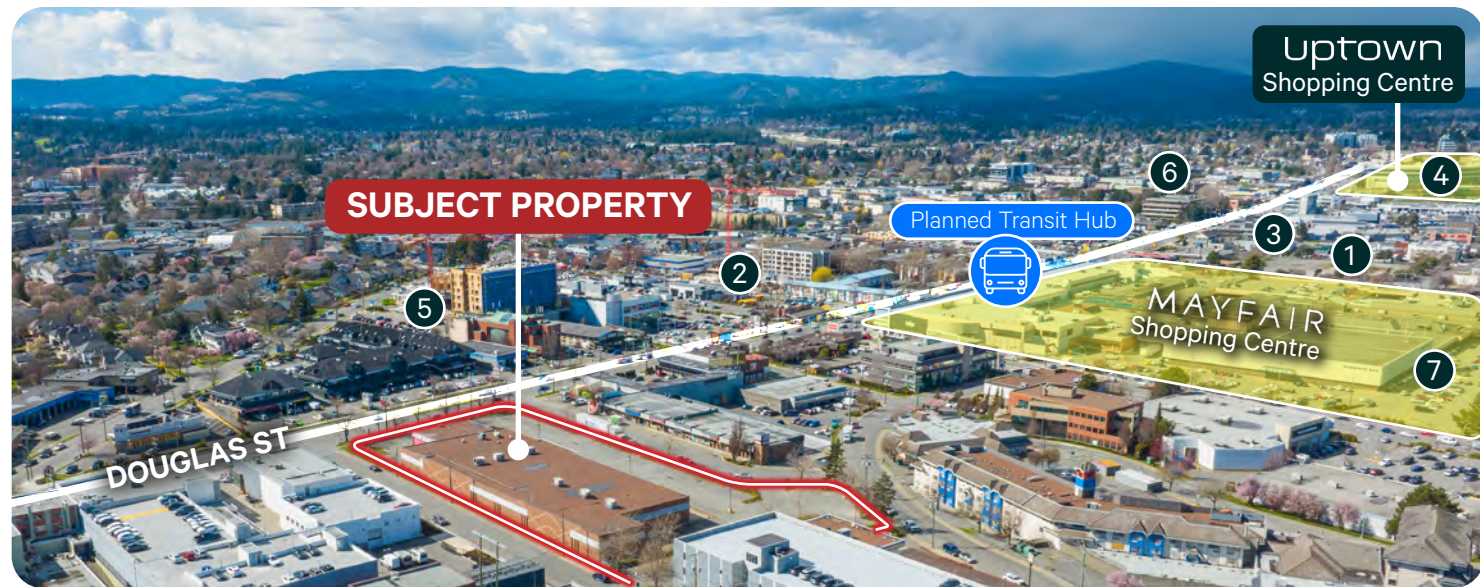 uptown
Shopping Centre
4
6
SUBJECT PROPERTY
Planned Transit Hub
3
1
2
5
MAYFAIR
Shopping Centre
7
DOUGLAS ST